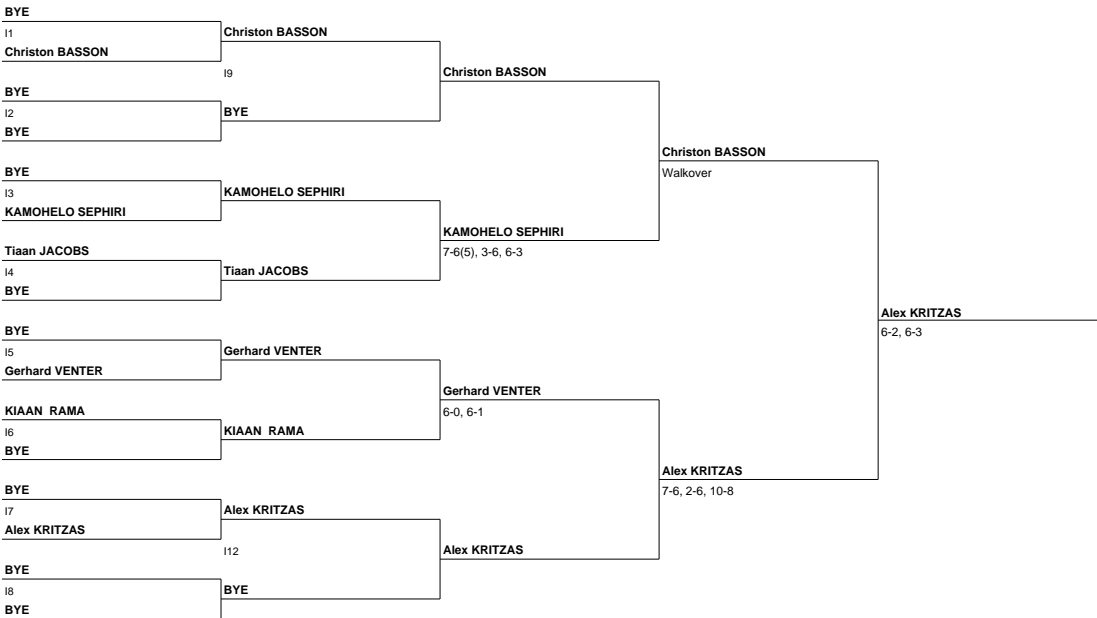 BYE
I1
Christon BASSON
BYE
I2
BYE
BYE
I3
KAMOHELO SEPHIRI
Tiaan JACOBS
I4
BYE
BYE
I5
Gerhard VENTER
KIAAN RAMA
I6
BYE
BYE
I7
Alex KRITZAS
BYE
I8
BYE
Christon BASSON
I9
BYE
KAMOHELO SEPHIRI
Tiaan JACOBS
Gerhard VENTER
KIAAN RAMA
Alex KRITZAS
I12
BYE
Christon BASSON
KAMOHELO SEPHIRI
7-6(5), 3-6, 6-3
Gerhard VENTER
6-0, 6-1
Alex KRITZAS
Christon BASSON
Walkover
Alex KRITZAS
7-6, 2-6, 10-8
Alex KRITZAS
6-2, 6-3